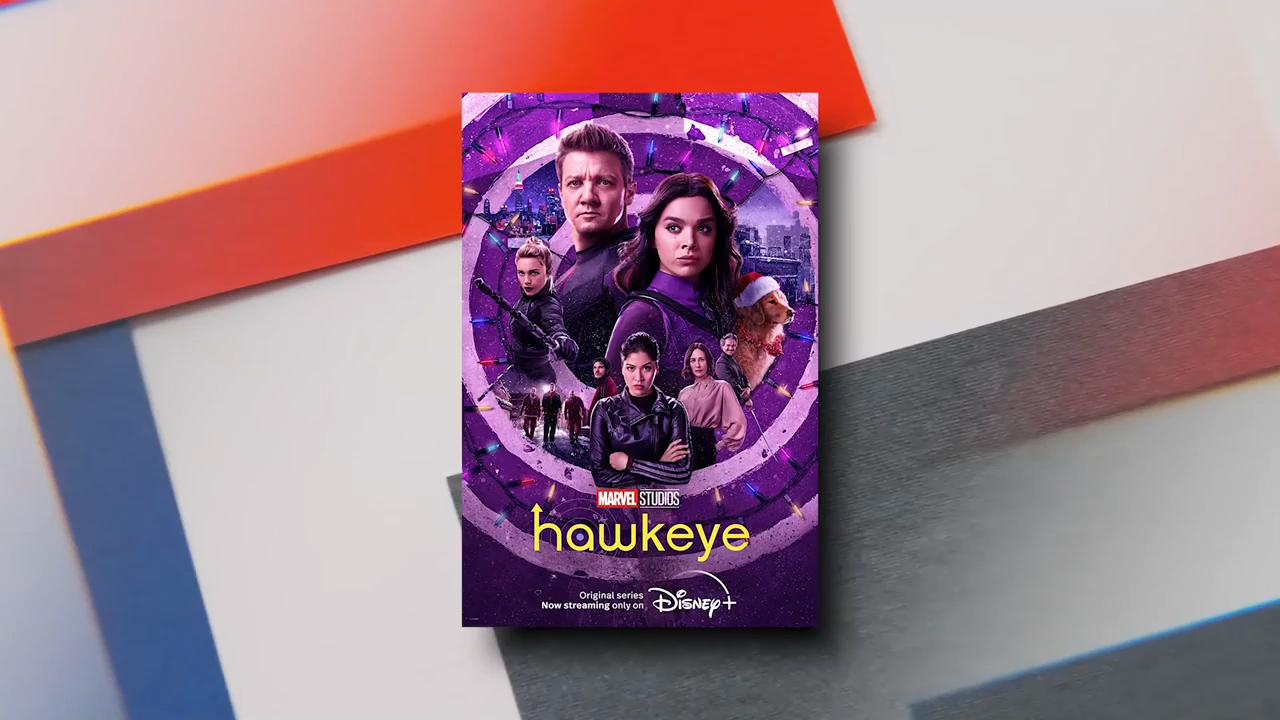 MARVEL STUDIOS
hawkeye
Original series
Now streaming only on
Disney+